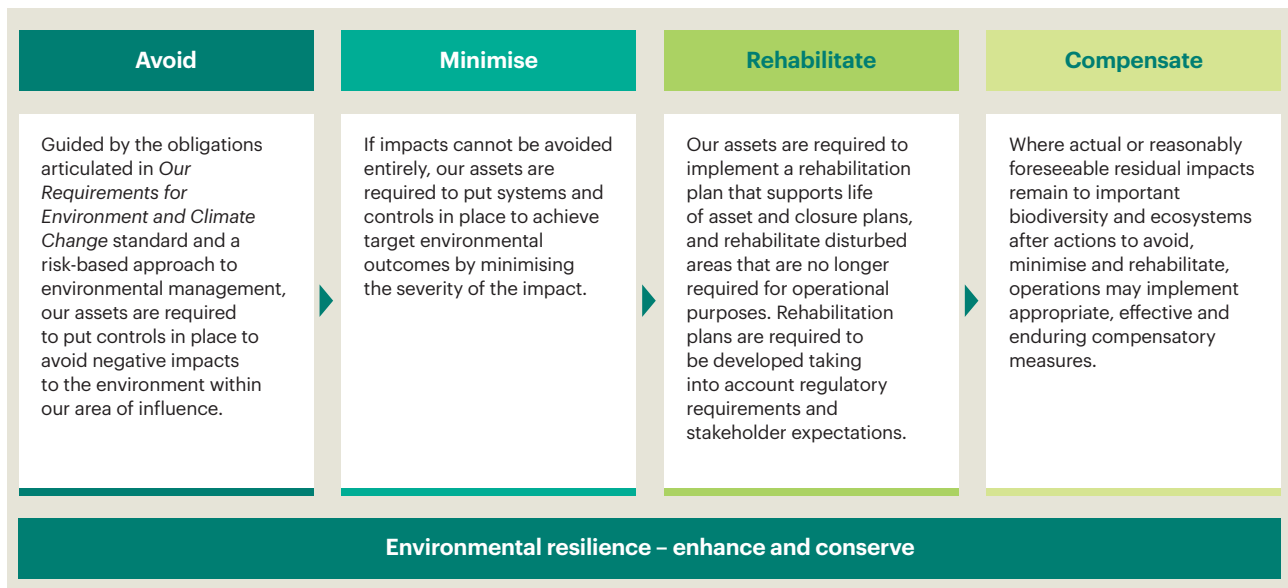 Avoid
Guided by the obligations
articulated in Our
Requirements for
Environment and Climate
Change standard and a
risk-based approach to
environmental management,
our assets are required
to put controls in place to
avoid negative impacts
to the environment within
our area of influence.
Minimise
If impacts cannot be avoided
entirely, our assets are
required to put systems and
controls in place to achieve
target environmental
outcomes by minimising
the severity of the impact.
Rehabilitate
Our assets are required to
implement a rehabilitation
plan that supports life
of asset and closure plans,
and rehabilitate disturbed
areas that are no longer
required for operational
purposes. Rehabilitation
plans are required to
be developed taking
into account regulatory
requirements and
stakeholder expectations.
Compensate
Where actual or reasonably
foreseeable residual impacts
remain to important
biodiversity and ecosystems
after actions to avoid,
minimise and rehabilitate,
operations may implement
appropriate, effective and
enduring compensatory
measures.
Environmental resilience – enhance and conserve